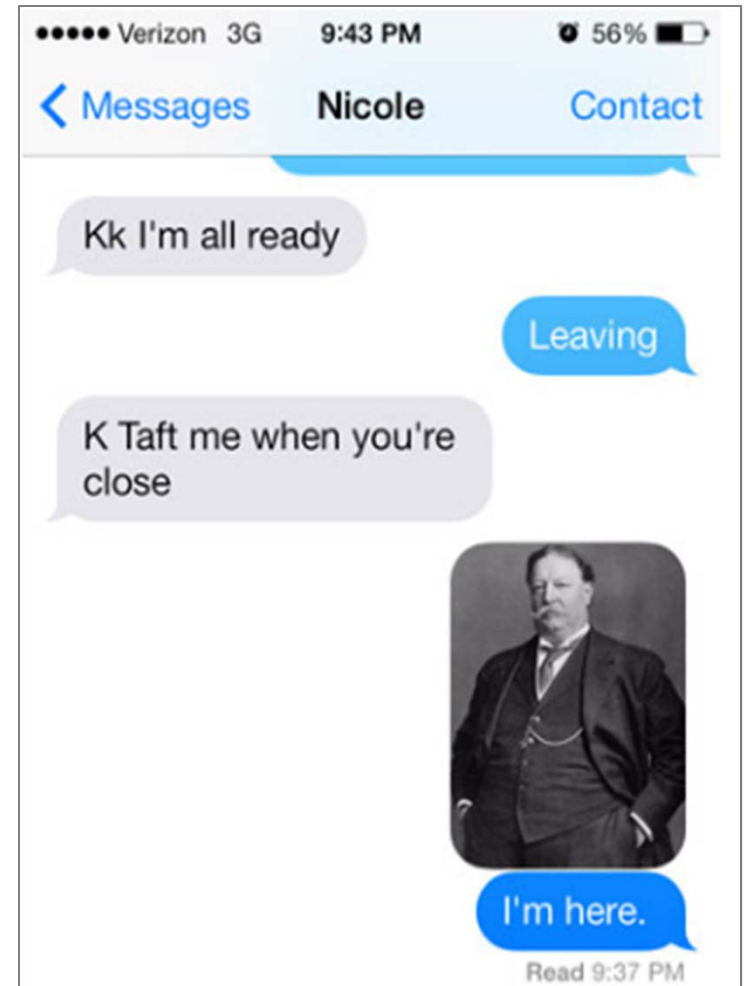 Verizon 3G 9:43 PM 56%
Messages Nicole Contact
Kk I'm all ready
Leaving
K Taft me when you're
close
I'm here.
Read 9:37 PM